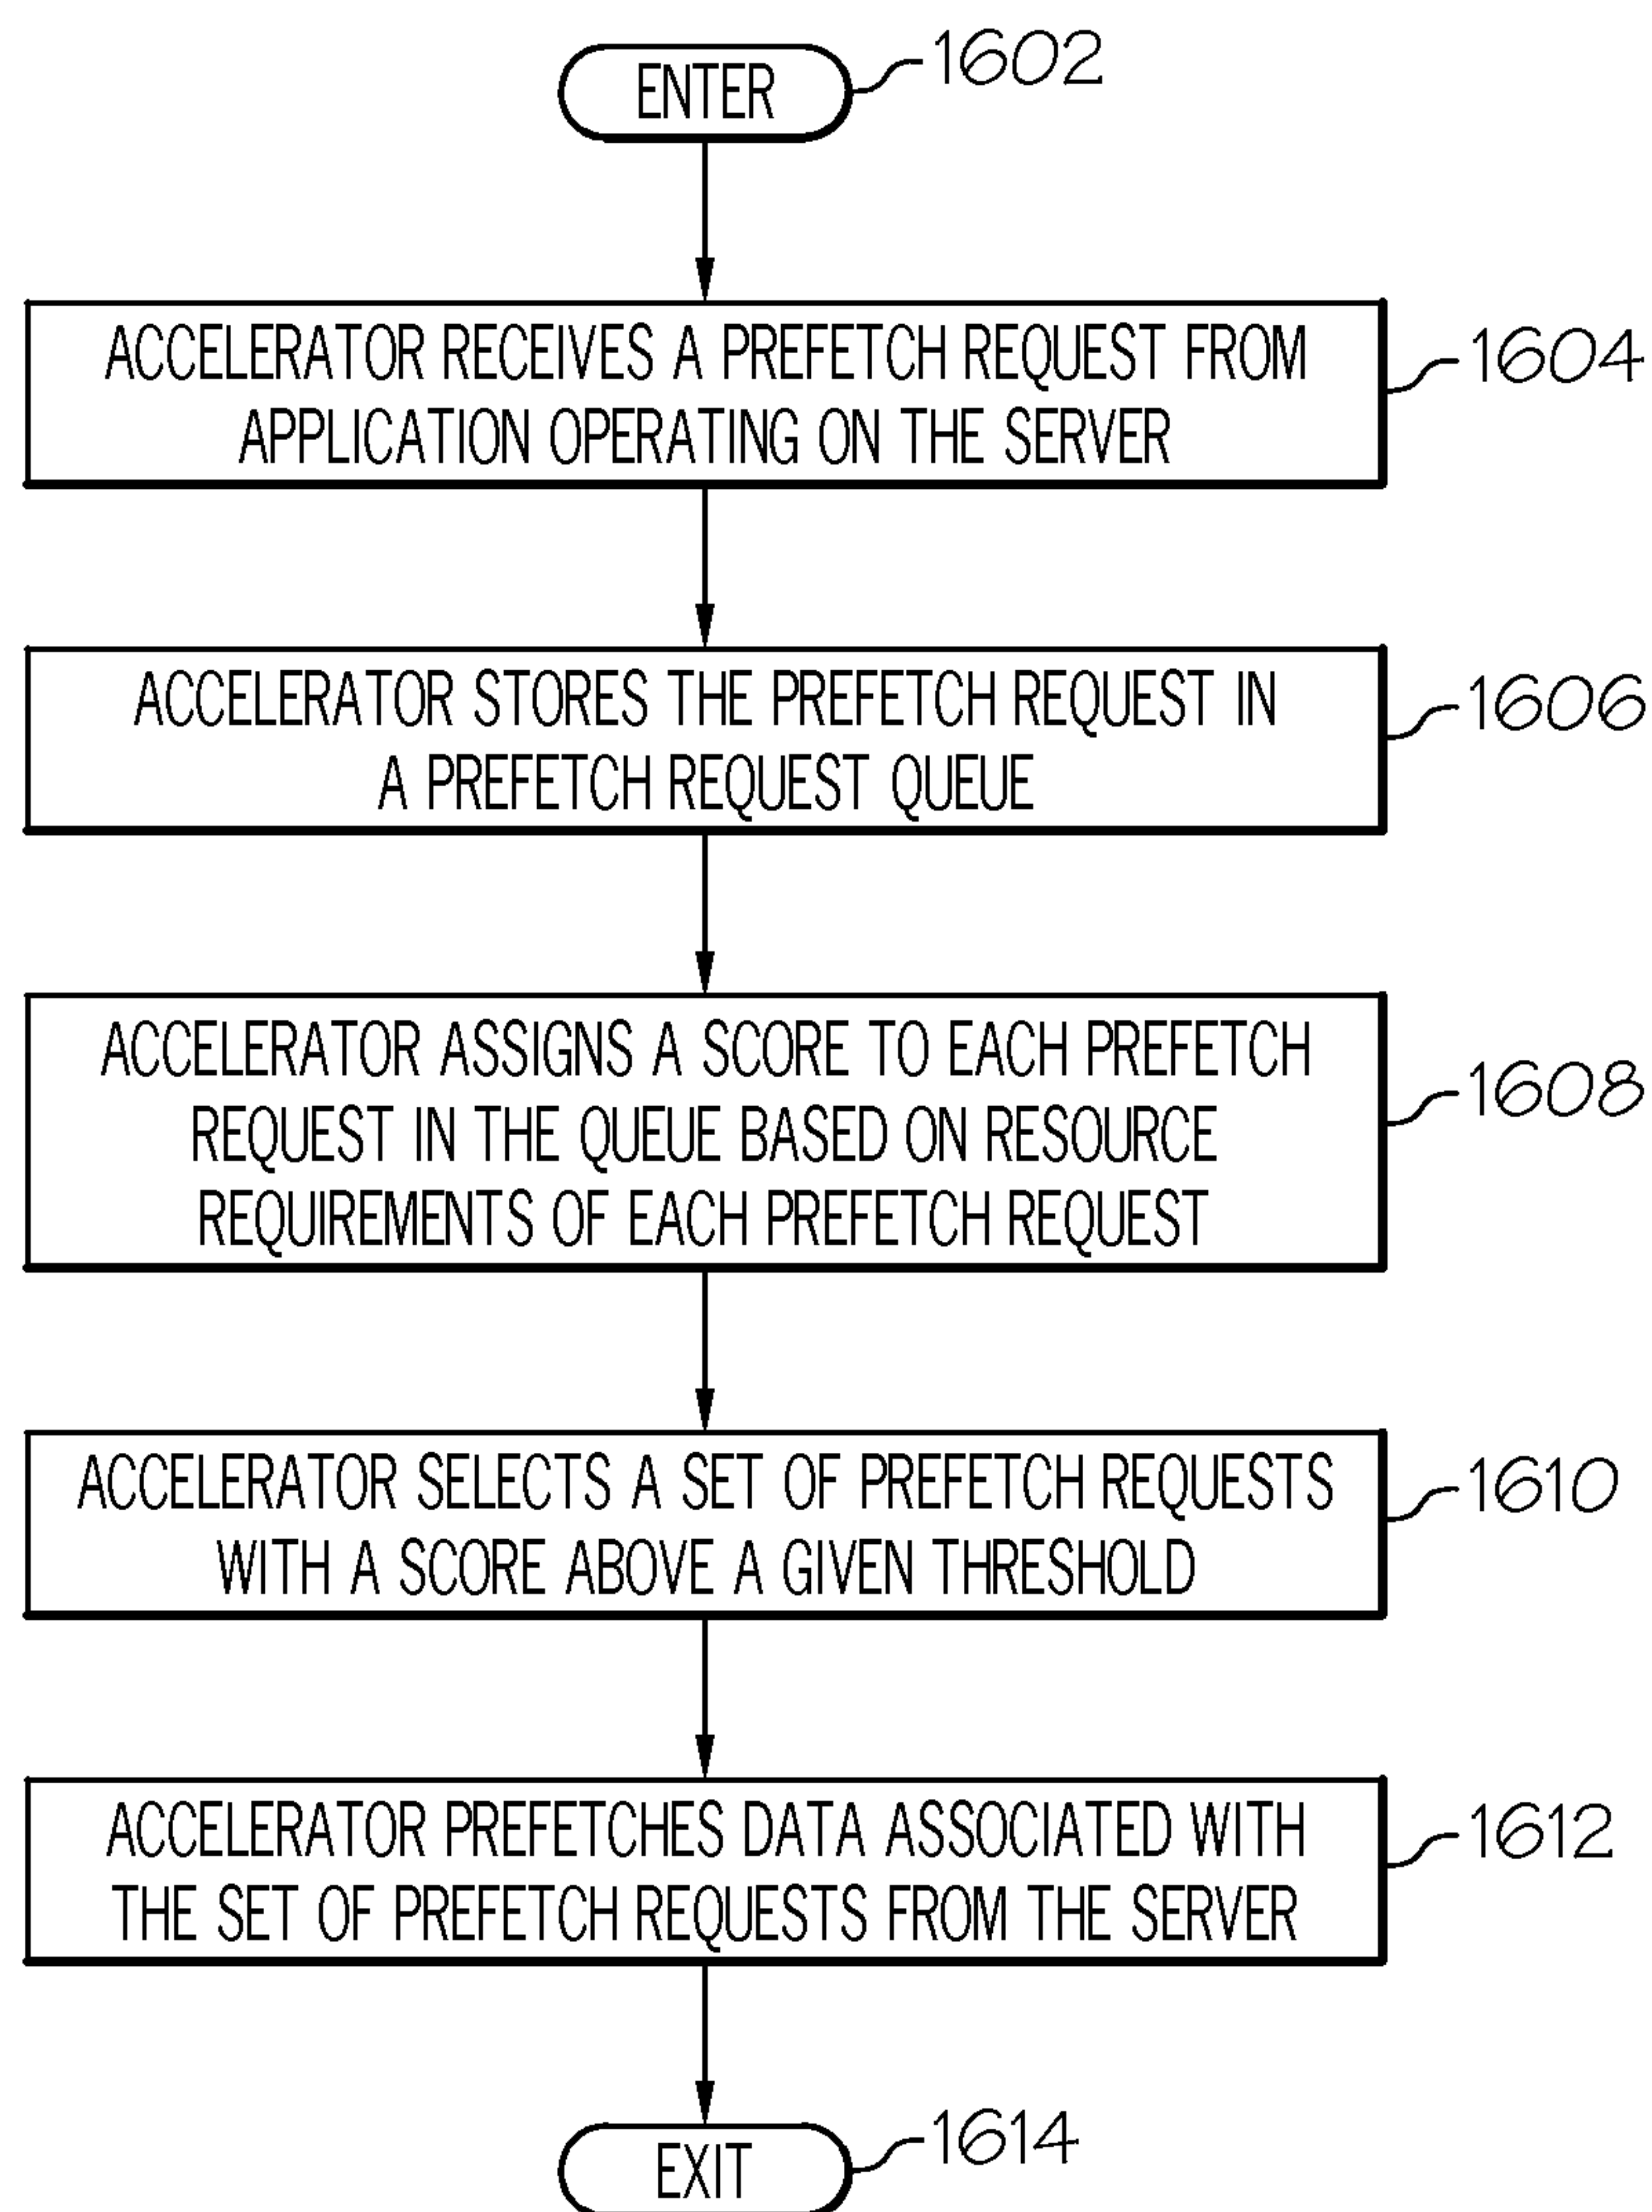 ENTER
1602
ACCELERATOR RECEIVES A PREFETCH REQUEST FROM
APPLICATION OPERATING ON THE SERVER
1604
ACCELERATOR STORES THE PREFETCH REQUEST IN
A PREFETCH REQUEST QUEUE
1606
ACCELERATOR ASSIGNS A SCORE TO EACH PREFETCH
REQUEST IN THE QUEUE BASED ON RESOURCE
REQUIREMENTS OF EACH PREFETCH REQUEST
1608
ACCELERATOR SELECTS A SET OF PREFETCH REQUESTS
WITH A SCORE ABOVE A GIVEN THRESHOLD
1610
ACCELERATOR PREFETCHES DATA ASSOCIATED WITH
THE SET OF PREFETCH REQUESTS FROM THE SERVER
1612
EXIT
1614